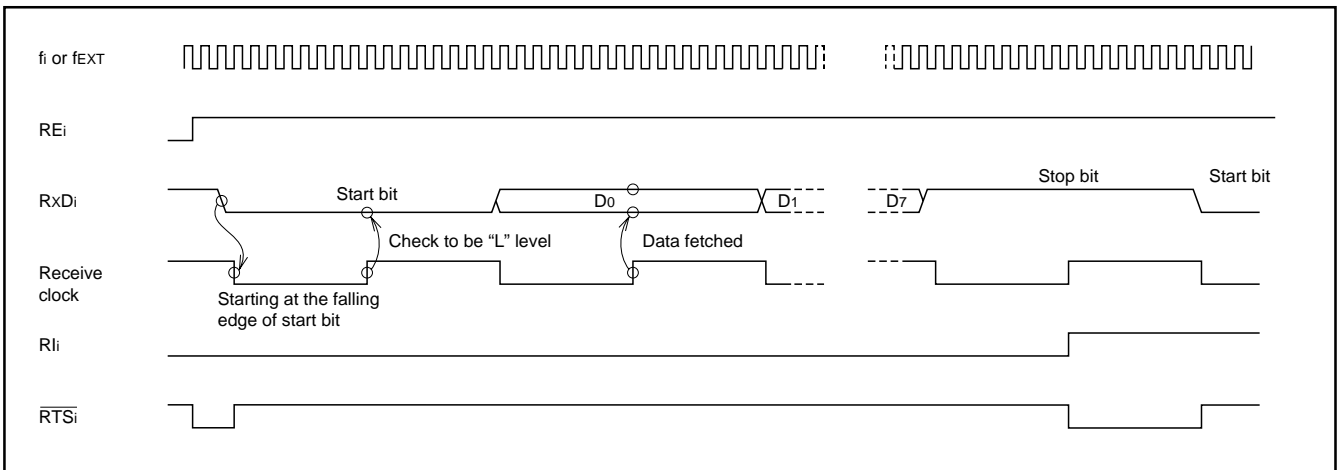 fi or fEXT
REi
RxDi
Start bit
D0
D1
D7
Stop bit
Start bit
Check to be “L” level
Data fetched
Receive
clock
Starting at the falling
edge of start bit
RIi
RTSi